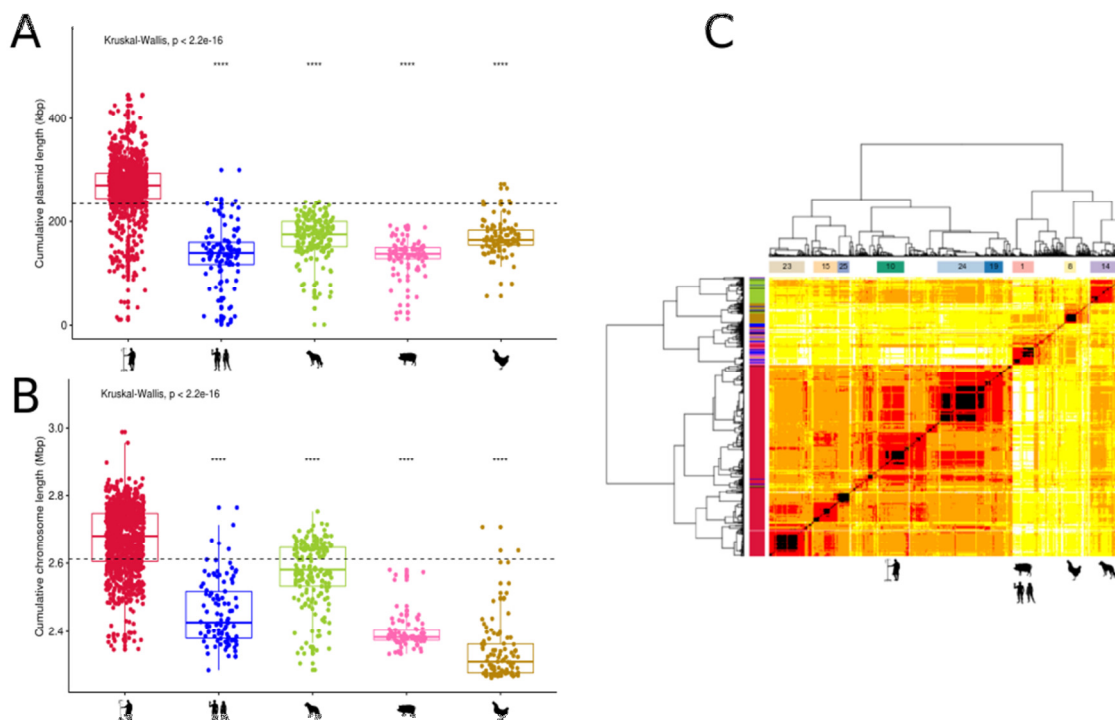 A
Kruskal-Wallis, p < 2.2e-16
**** **** **** ****
Cumulative plasmid length (kbp)
400
200
0
B
Kruskal-Wallis, p < 2.2e-16
**** **** **** ****
Cumulative chromosome length (Mbp)
3.0
2.8
2.6
2.4
C
23 15 25 10 24 19 1 8 14